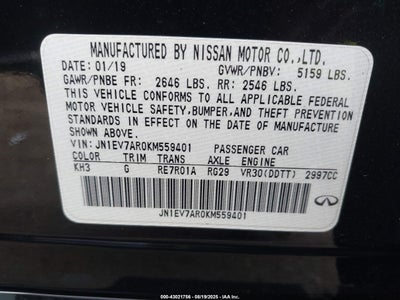 MANUFACTURED BY NISSAN MOTOR CO.,LTD.
DATE: 01/19 GVWR/PNBV: 5159 LBS.
GAWR/PNBE FR: 2646 LBS. RR: 2546 LBS.
THIS VEHICLE CONFORMS TO ALL APPLICABLE FEDERAL
MOTOR VEHICLE SAFETY, BUMPER, AND THEFT PREVENTION
STANDARDS IN EFFECT ON THE DATE OF MANUFACTURE
SHOWN ABOVE.
VIN: JN1EV7AR0KM559401 PASSENGER CAR
COLOR TRIM TRANS AXLE ENGINE
KH3 G RE7R01A RG29 VR30(DDTT) 2997CC
JN1EV7AR0KM559401
INFINITI
000-43021756 - 08/19/2025 - IAAI.COM